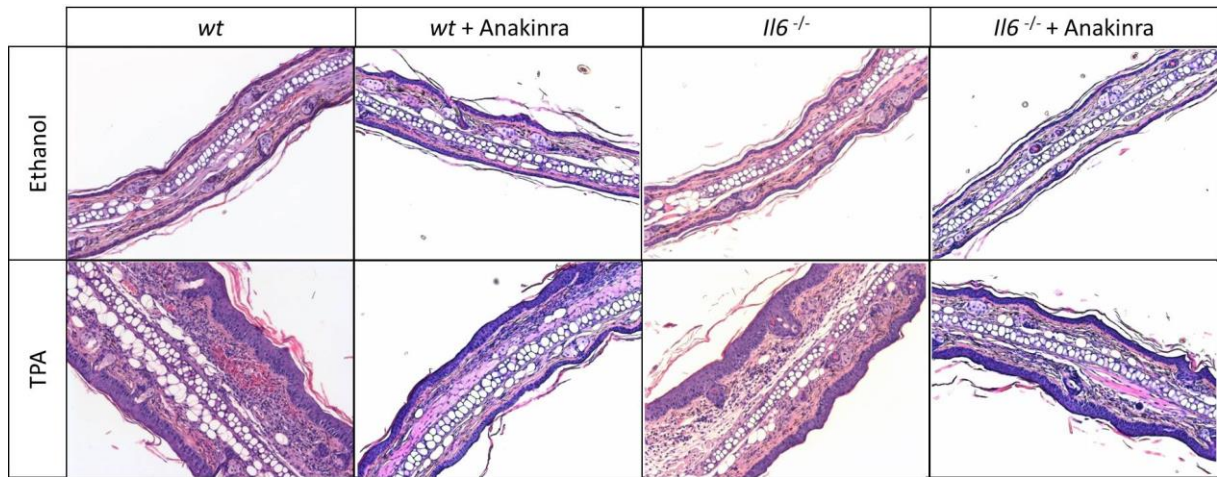 wt
wt + Anakinra
Il6 -/-
Il6 -/- + Anakinra
Ethanol
TPA